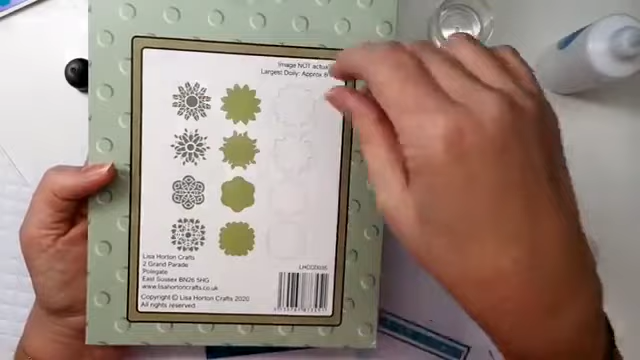 Image NOT actual
Largest Doily: Approx
Lisa Horton Crafts
2 Grand Parade
Polegate
East Sussex BN26 5HG
www.lisahortoncrafts.co.uk
Copyright © Lisa Horton Crafts 2020
All rights reserved.